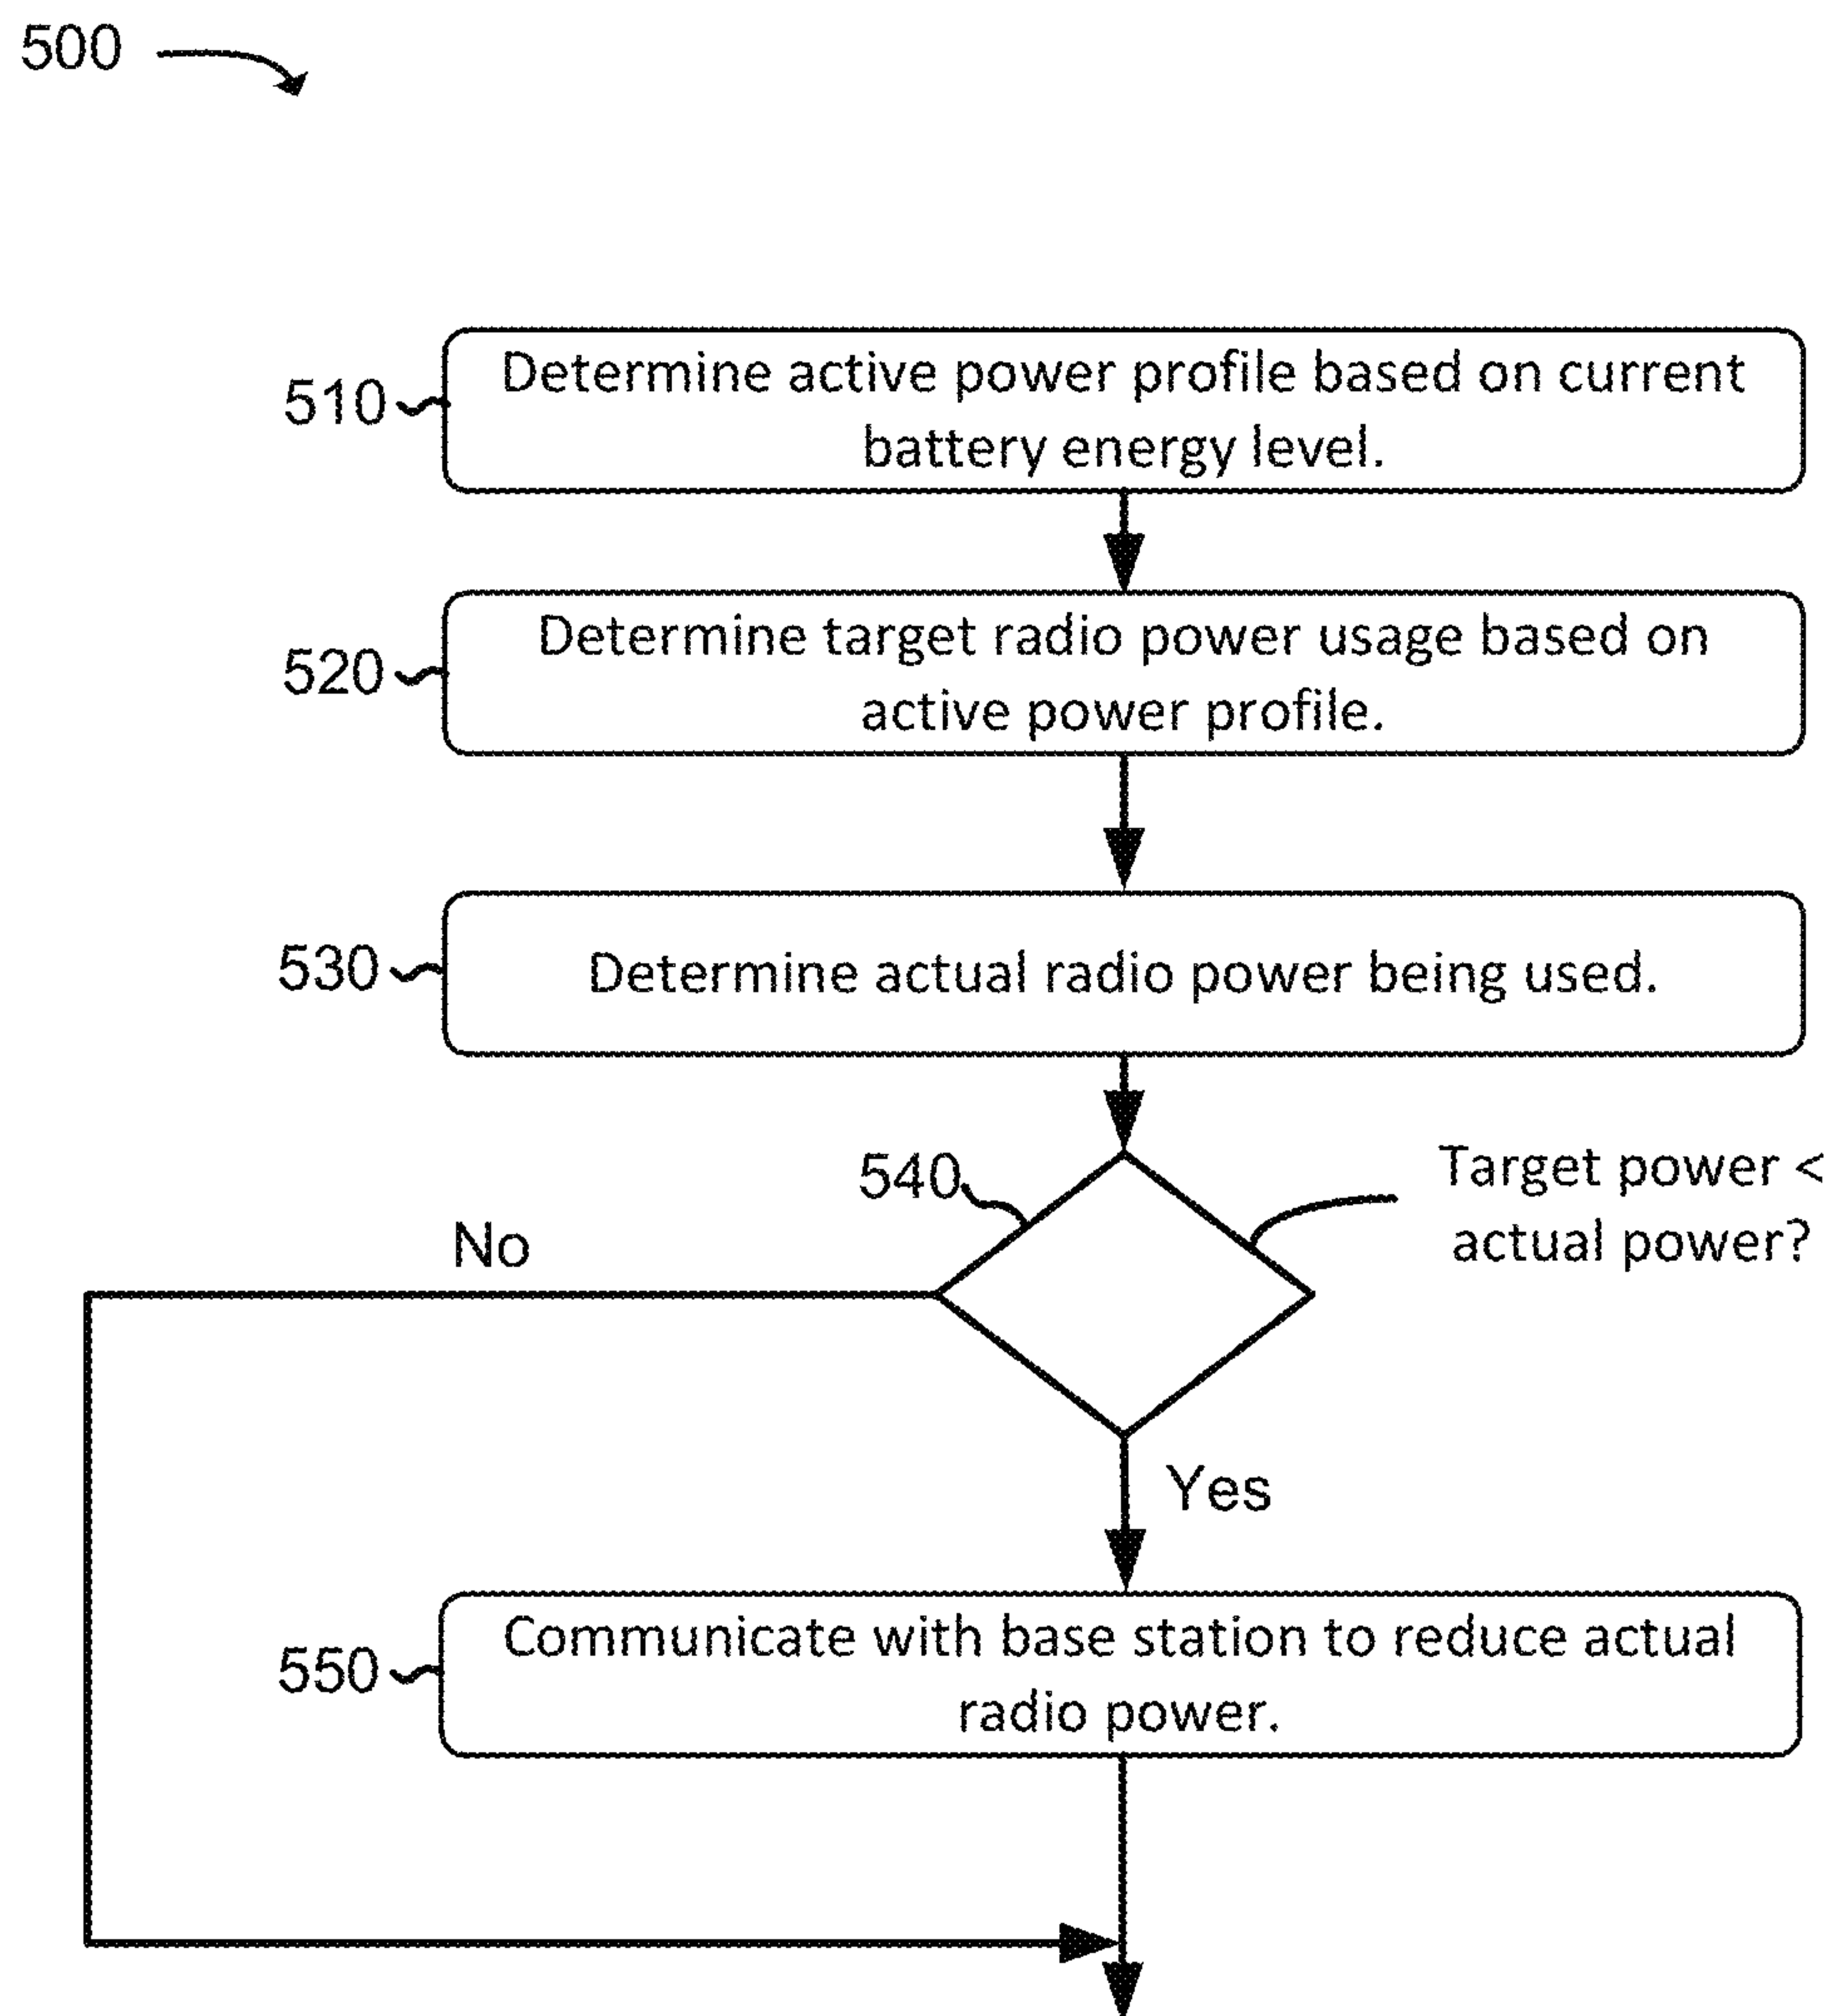 500
510
Determine active power profile based on current
battery energy level.
520
Determine target radio power usage based on
active power profile.
530
Determine actual radio power being used.
540
Target power <
actual power?
No
Yes
550
Communicate with base station to reduce actual
radio power.